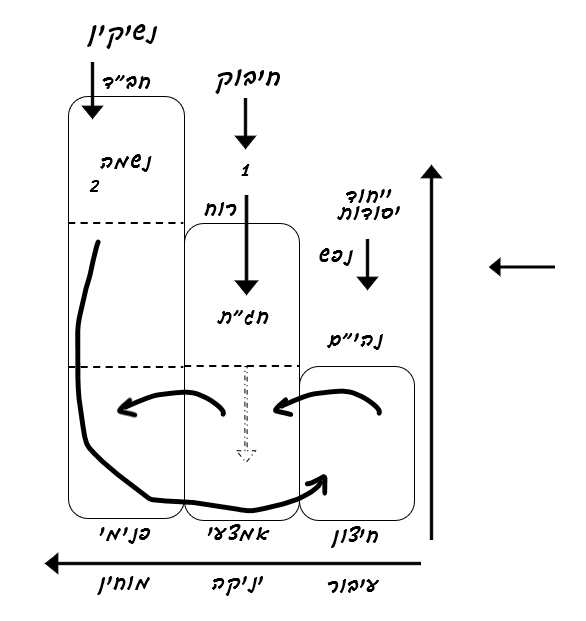 נשיקין
חב״ד
חיבוק
נשמה
2
1
ייחוד
יסודות
רוח
נפש
חג״ת
נהי״ם
פנימי
אמצעי
חיצון
מוחין
יניקה
עיבור